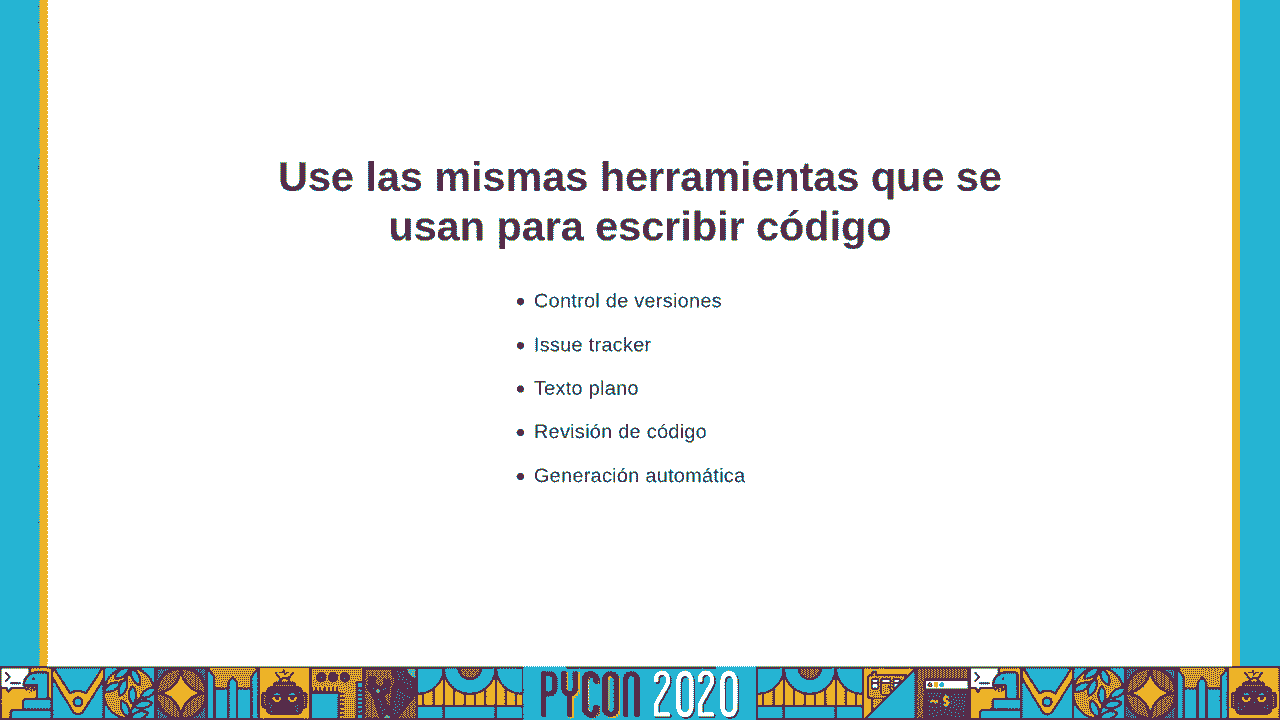 Use las mismas herramientas que se
usan para escribir código
• Control de versiones
• Issue tracker
• Texto plano
• Revisión de código
• Generación automática
PYCON 2020
~ $